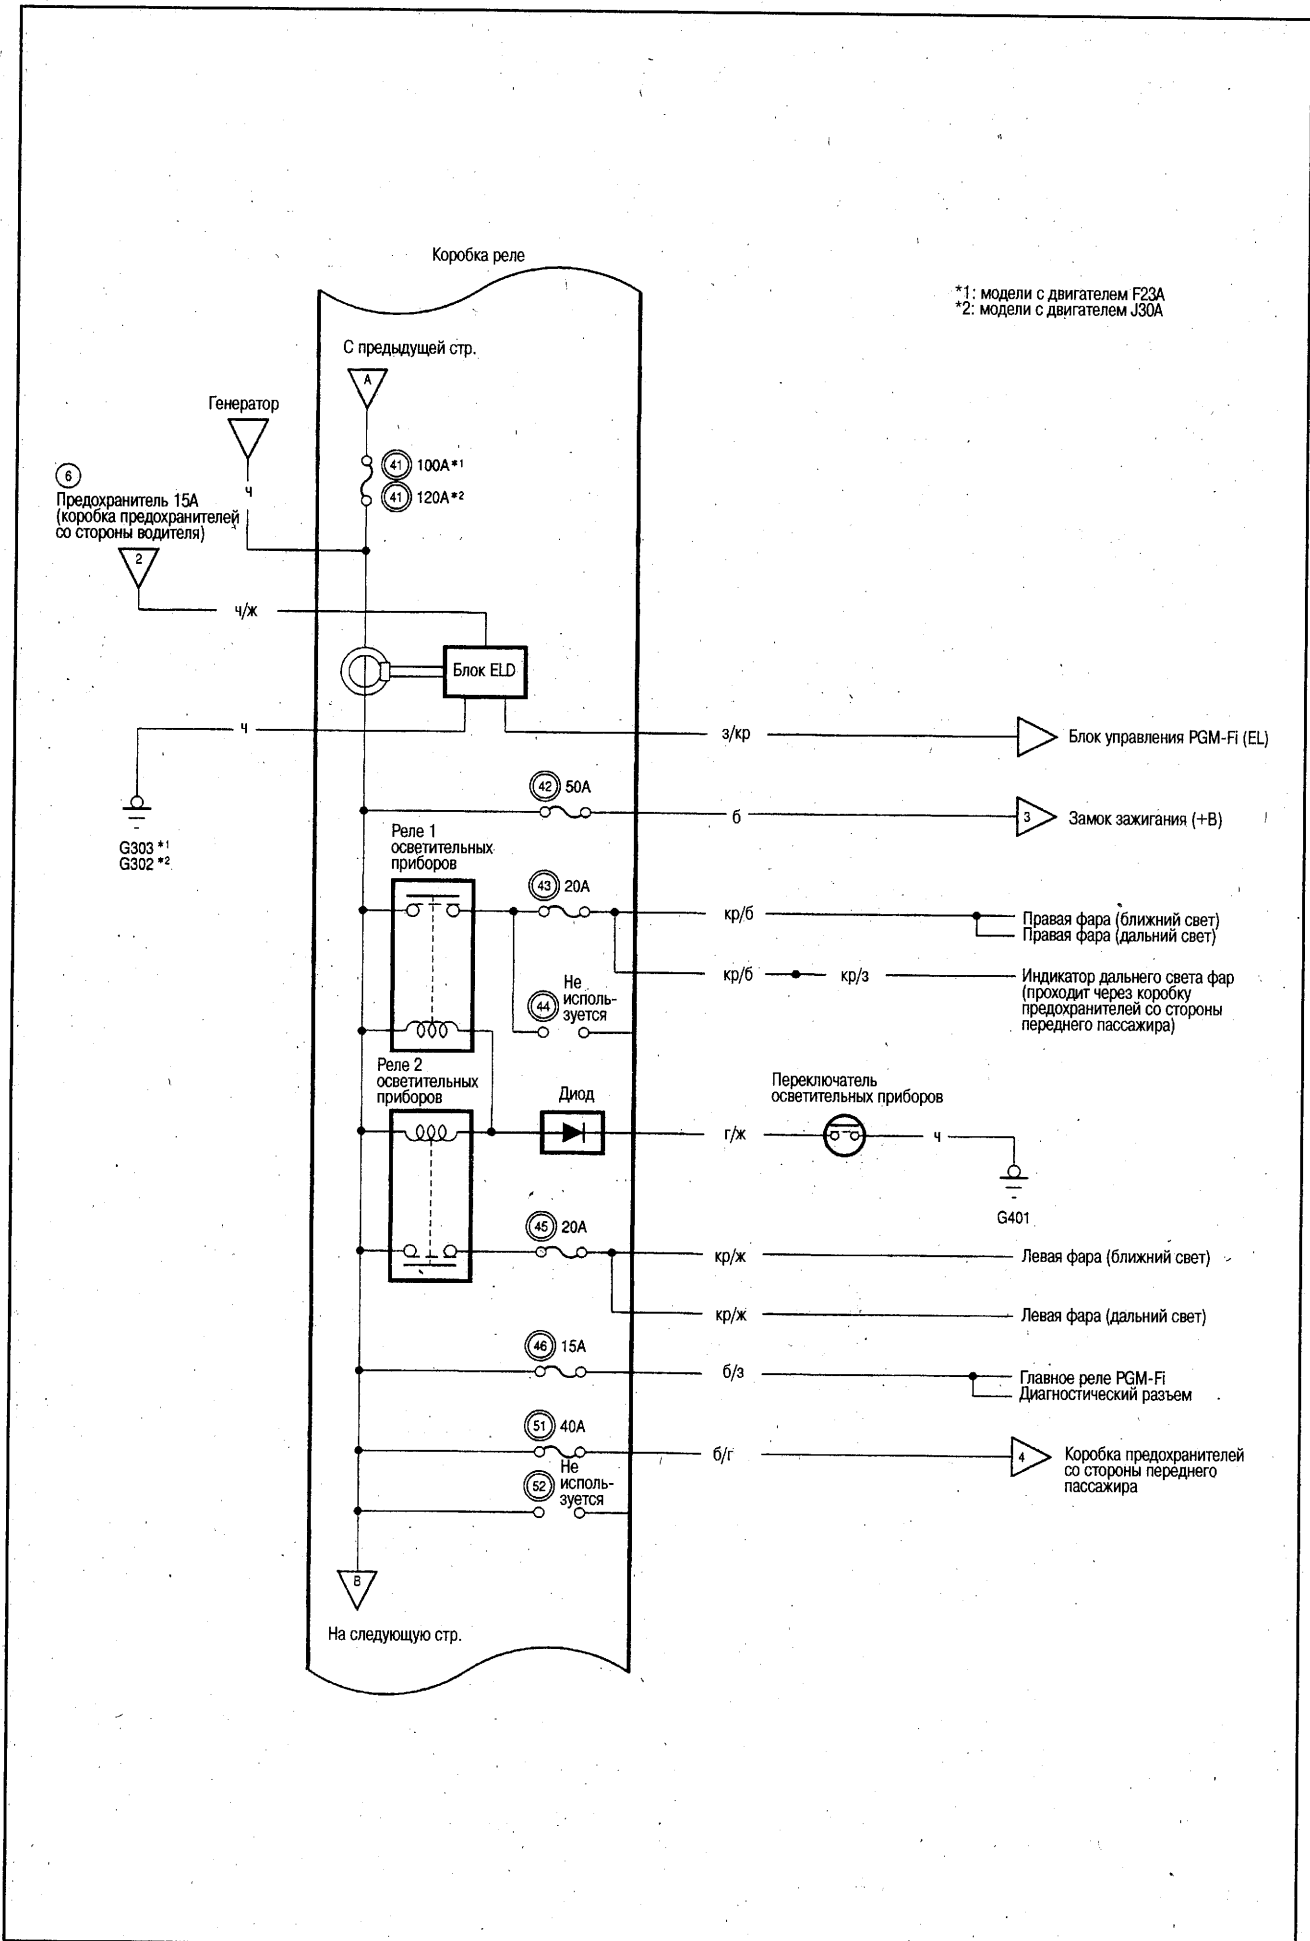 Коробка реле
*1: модели с двигателем F23A
*2: модели с двигателем J30A
С предыдущей стр.
A
Генератор
41 100A*1
41 120A*2
ч
6
Предохранитель 15А
(коробка предохранителей
со стороны водителя)
2
ч/ж
Блок ELD
ч
з/кр
Блок управления PGM-Fi (EL)
42 50A
б
3
Замок зажигания (+B)
G303 *1
G302 *2
Реле 1
осветительных
приборов
43 20A
кр/б
Правая фара (ближний свет)
Правая фара (дальний свет)
кр/б
кр/з
Индикатор дальнего света фар
(проходит через коробку
предохранителей со стороны
переднего пассажира)
44
Не
исполь-
зуется
Реле 2
осветительных
приборов
Диод
г/ж
Переключатель
осветительных приборов
ч
G401
45 20A
кр/ж
Левая фара (ближний свет)
кр/ж
Левая фара (дальний свет)
46 15A
б/з
Главное реле PGM-Fi
Диагностический разъем
51 40A
б/г
4
Коробка предохранителей
со стороны переднего
пассажира
52
Не
исполь-
зуется
B
На следующую стр.